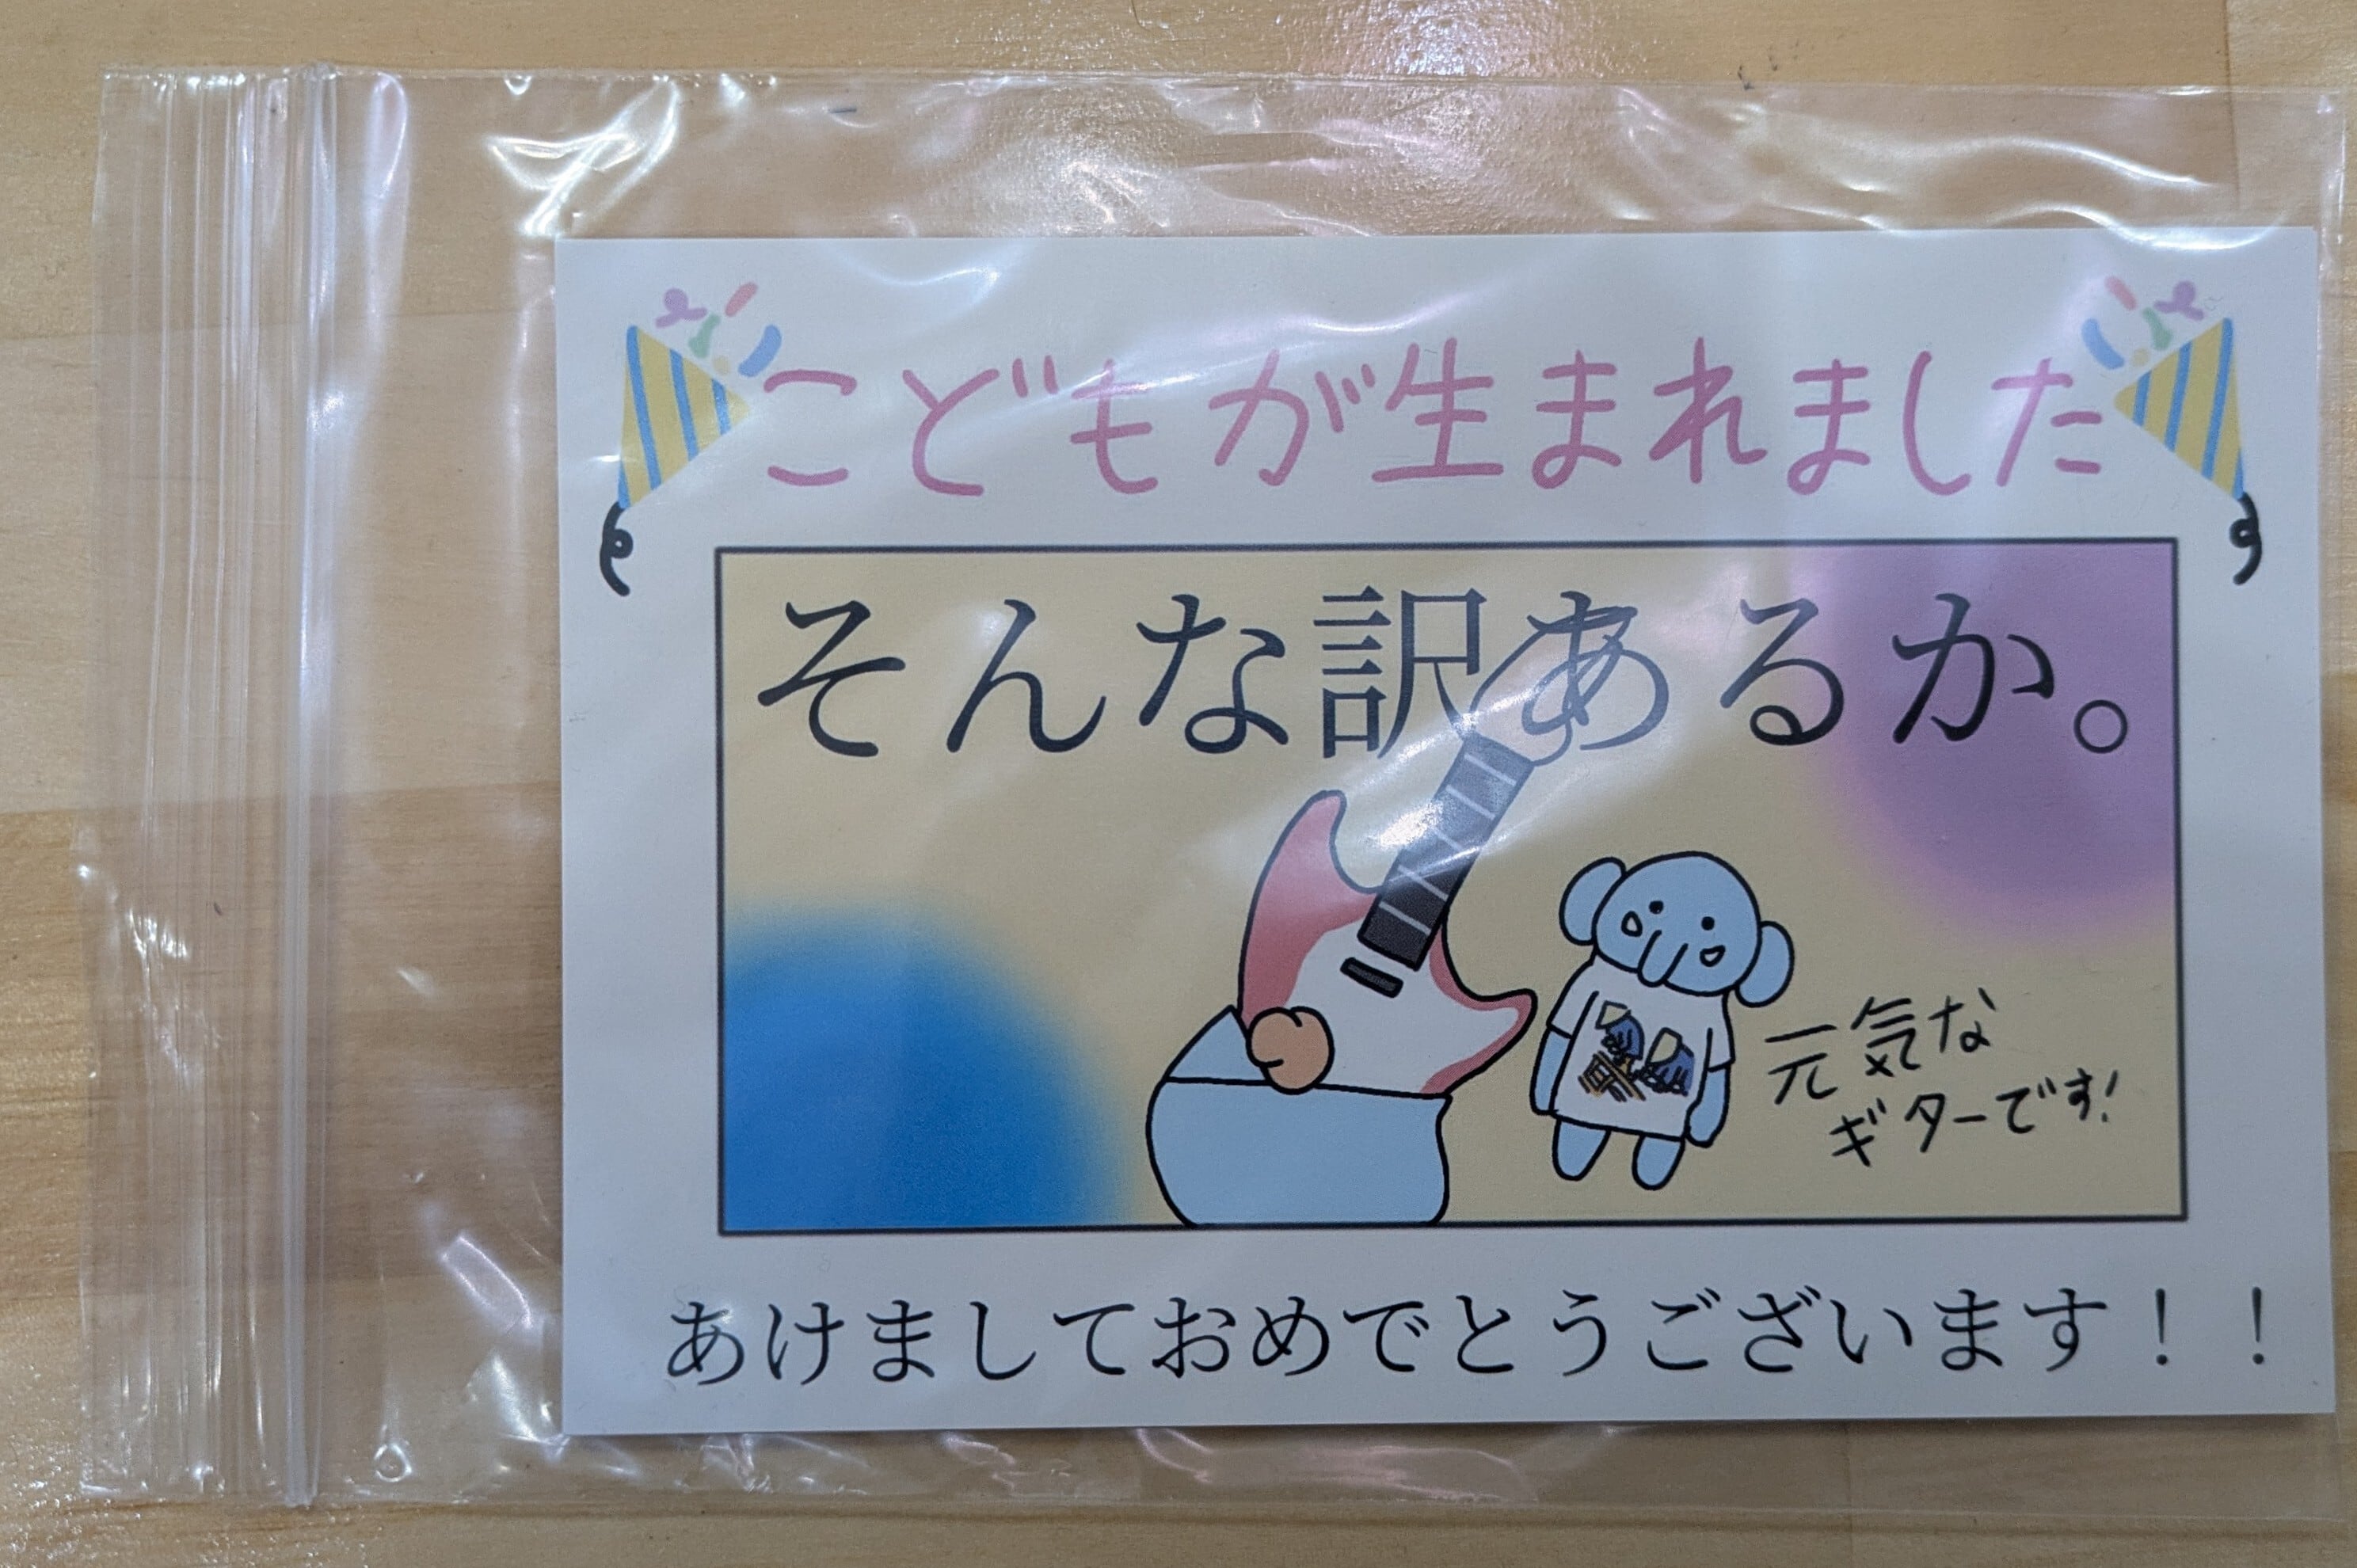 こどもが生まれました
そんな訳あるか。
元気な
ギターです!
あけましておめでとうございます！！